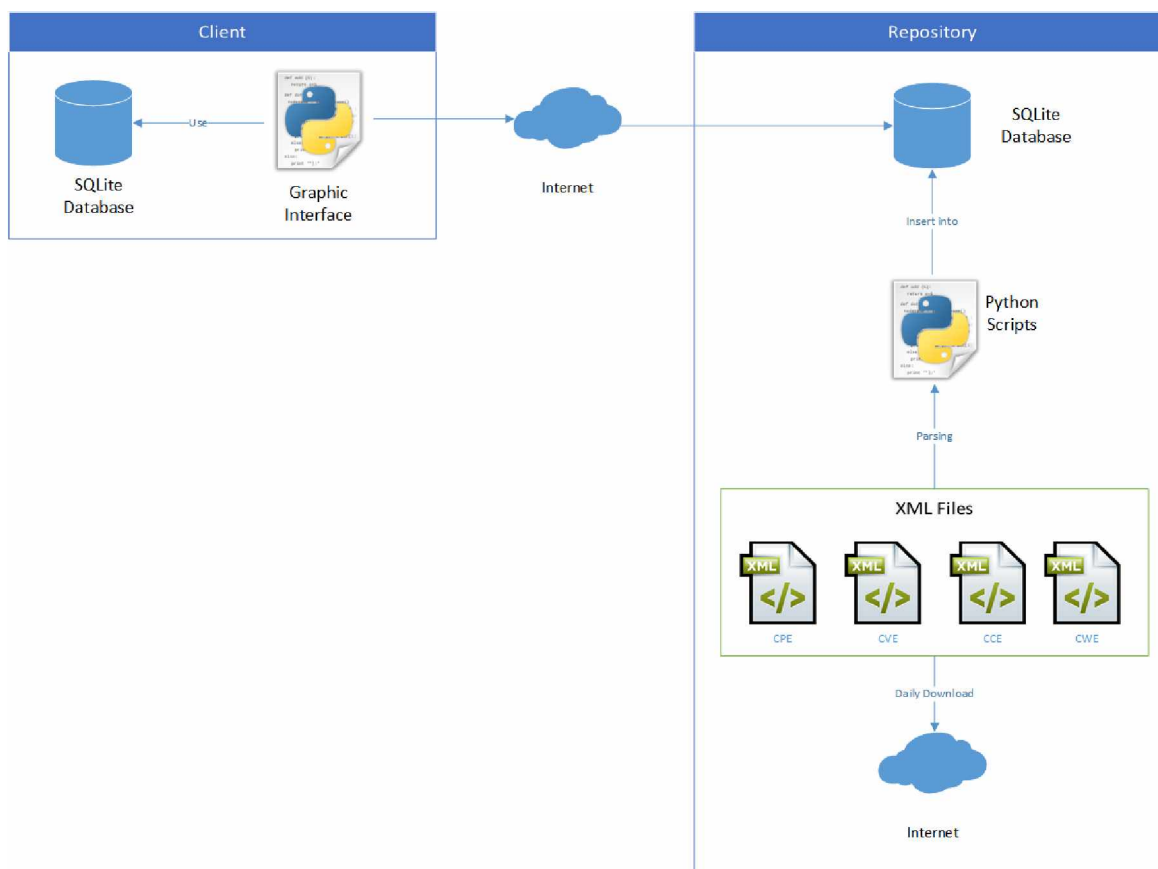 Client
Use
SQLite
Database
Graphic
Interface
Internet
Repository
SQLite
Database
Insert into
Python
Scripts
Parsing
XML Files
XML
</>
XML
</>
XML
</>
XML
</>
CPE
CVE
CCE
CWE
Daily Download
Internet